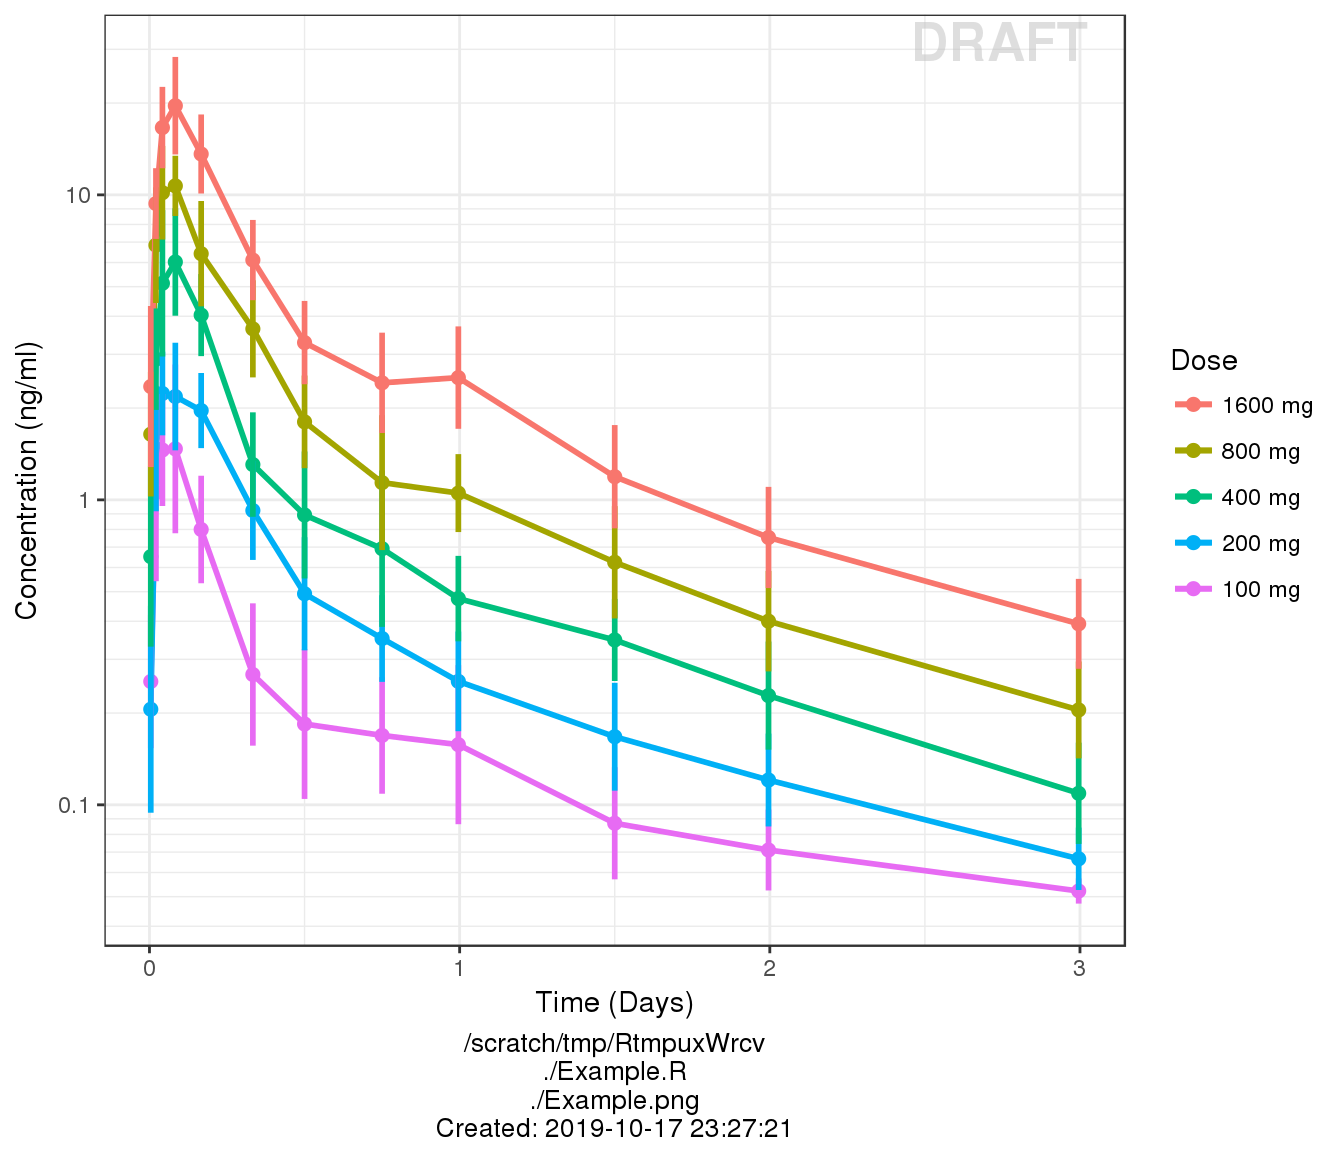 DRAFT
10
1
0.1
Concentration (ng/ml)
0 1 2 3
Time (Days)
Dose
1600 mg
800 mg
400 mg
200 mg
100 mg
/scratch/tmp/RtmpuxWrcv
./Example.R
./Example.png
Created: 2019-10-17 23:27:21